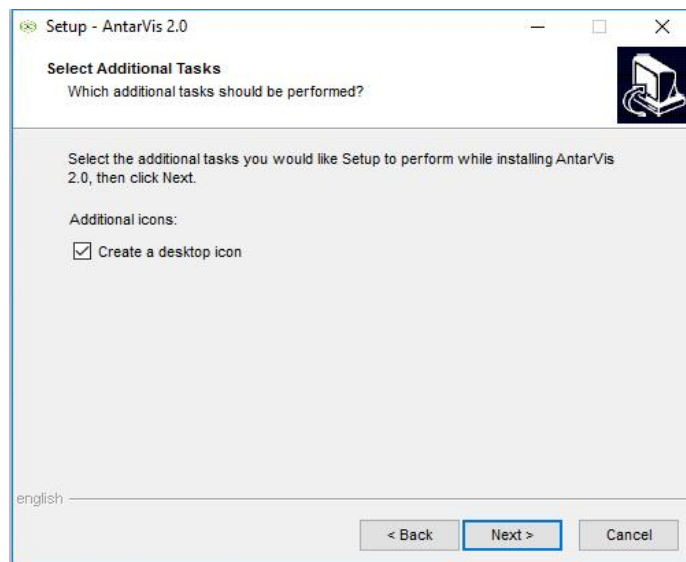 Setup - AntarVis 2.0
Select Additional Tasks
Which additional tasks should be performed?
Select the additional tasks you would like Setup to perform while installing AntarVis
2.0, then click Next.
Additional icons:
Create a desktop icon
english
< Back
Next >
Cancel